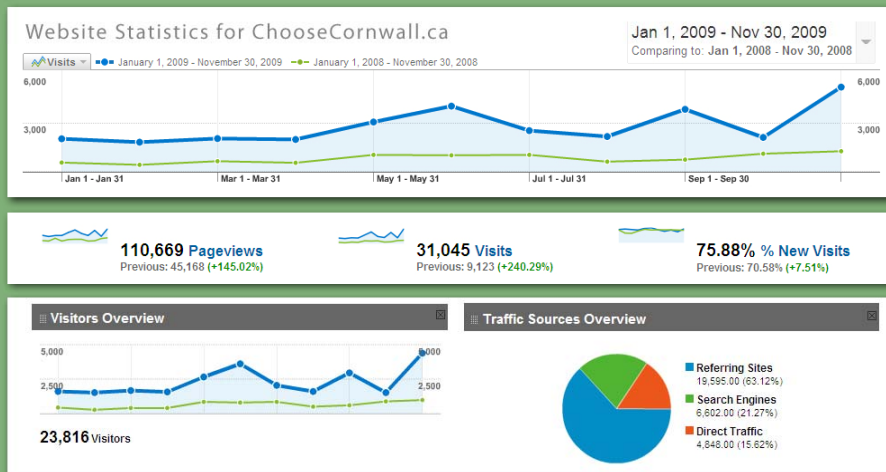 Website Statistics for ChooseCornwall.ca
Jan 1, 2009 - Nov 30, 2009
Comparing to: Jan 1, 2008 - Nov 30, 2008
Visits January 1, 2009 - November 30, 2009 January 1, 2008 - November 30, 2008
6,000 6,000
3,000 3,000
Jan 1 - Jan 31 Mar 1 - Mar 31 May 1 - May 31 Jul 1 - Jul 31 Sep 1 - Sep 30
110,669 Pageviews
Previous: 45,168 (+145.02%)
31,045 Visits
Previous: 9,123 (+240.29%)
75.88% % New Visits
Previous: 70.58% (+7.51%)
Visitors Overview
5,000 5,000
2,500 2,500
23,816 Visitors
Traffic Sources Overview
Referring Sites
19,595.00 (63.12%)
Search Engines
6,602.00 (21.27%)
Direct Traffic
4,848.00 (15.62%)